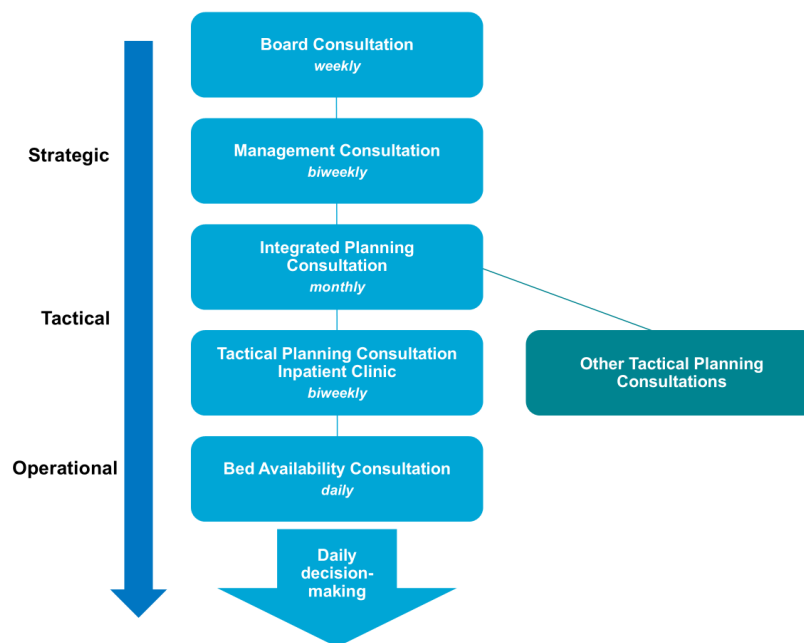 Board Consultation
weekly
Strategic
Management Consultation
biweekly
Integrated Planning
Consultation
monthly
Tactical
Tactical Planning Consultation
Inpatient Clinic
biweekly
Other Tactical Planning
Consultations
Operational
Bed Availability Consultation
daily
Daily
decision-
making